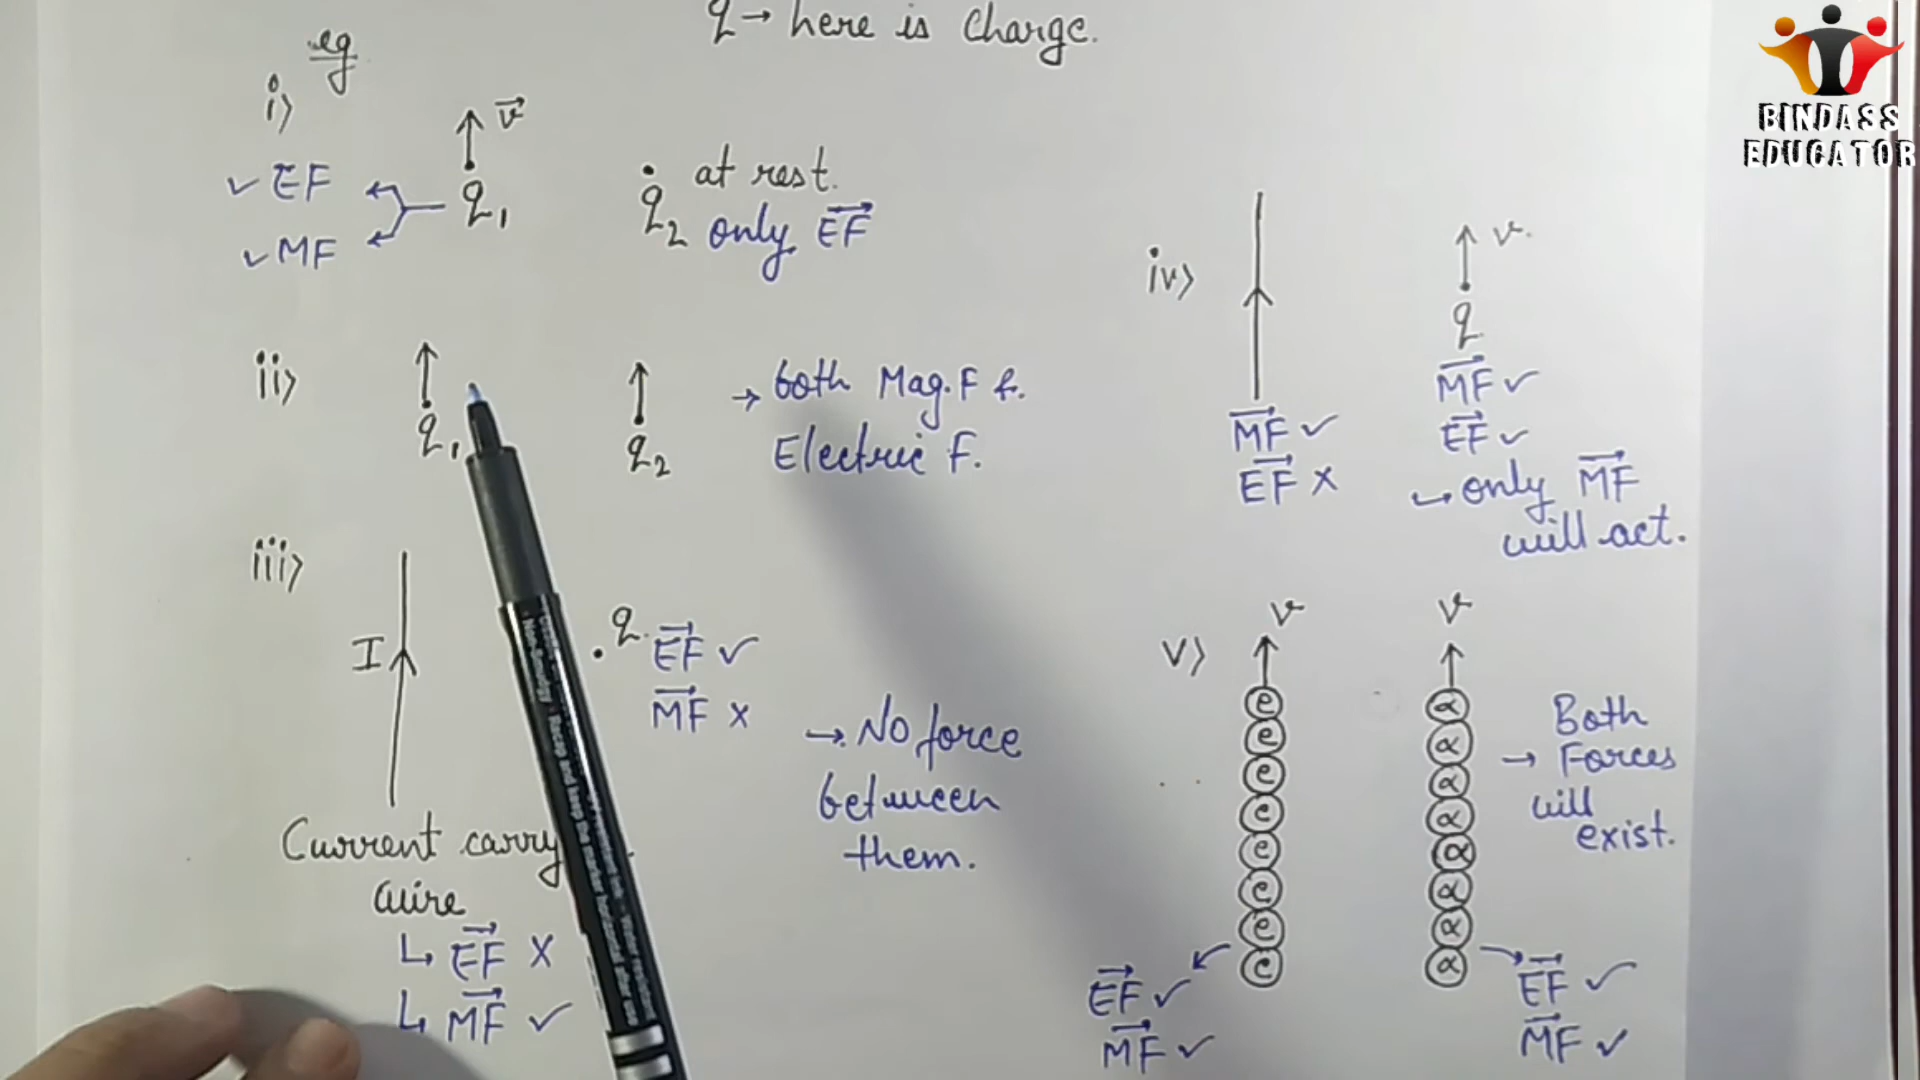 q → here is charge.
eg
i)
v
✓ EF
✓ MF
q1
at rest.
q2 only EF
ii)
q1
q2
→ both Mag. F &
Electric F.
iii)
I
q.
EF ✓
MF x
→ No force
between
them.
Current carry
wire
↳ EF X
↳ MF ✓
iv)
v.
q
MF ✓
EF ✓
MF ✓
EF x
↳ only MF
will act.
v)
v
v
e
e
e
e
e
e
e
e
α
α
α
α
α
α
α
α
→ Both
Forces
will
exist.
EF ✓
MF ✓
EF ✓
MF ✓
BINDASS
EDUCATOR